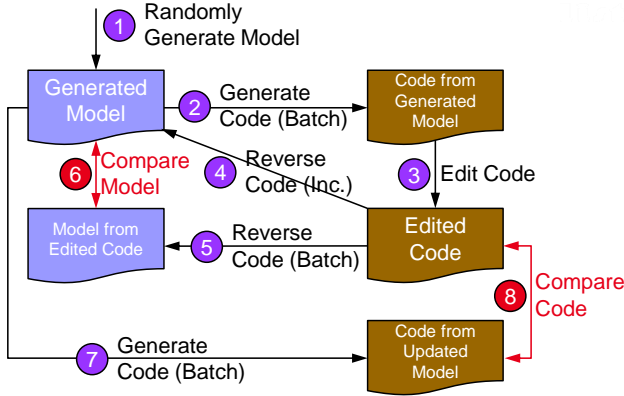 1 Randomly
Generate Model
Generated
Model
2 Generate
Code (Batch)
Code from
Generated
Model
6 Compare
Model
4 Reverse
Code (Inc.)
3 Edit Code
Model from
Edited Code
5 Reverse
Code (Batch)
Edited
Code
8 Compare
Code
7 Generate
Code (Batch)
Code from
Updated
Model